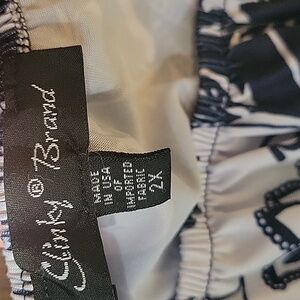 Slinky® Brand
MADE
IN USA
OF
IMPORTED
FABRIC
2X